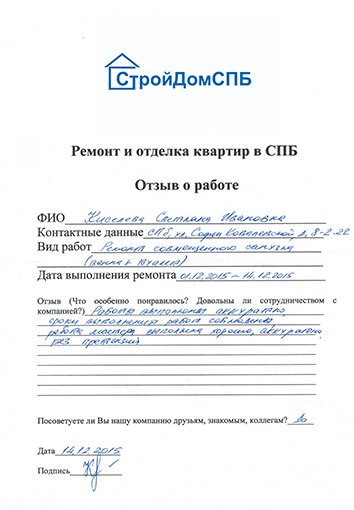 СтройДомСПБ
Ремонт и отделка квартир в СПБ
Отзыв о работе
ФИО Киселева Светлана Ивановна
Контактные данные СПб, ул. Софьи Ковалевской, д, 8-2-22
Вид работ Ремонт совмещенного санузла
(ванна + туалет)
Дата выполнения ремонта 01.12.2015 – 14.12.2015
Отзыв (Что особенно понравилось? Довольны ли сотрудничеством с
компанией?) Работы выполнены аккуратно,
сроки выполнения работ соблюдены
работа мастера выполнена хорошо, аккуратно,
без претензий
Посоветуете ли Вы нашу компанию друзьям, знакомым, коллегам? Да
Дата 14.12.2015
Подпись